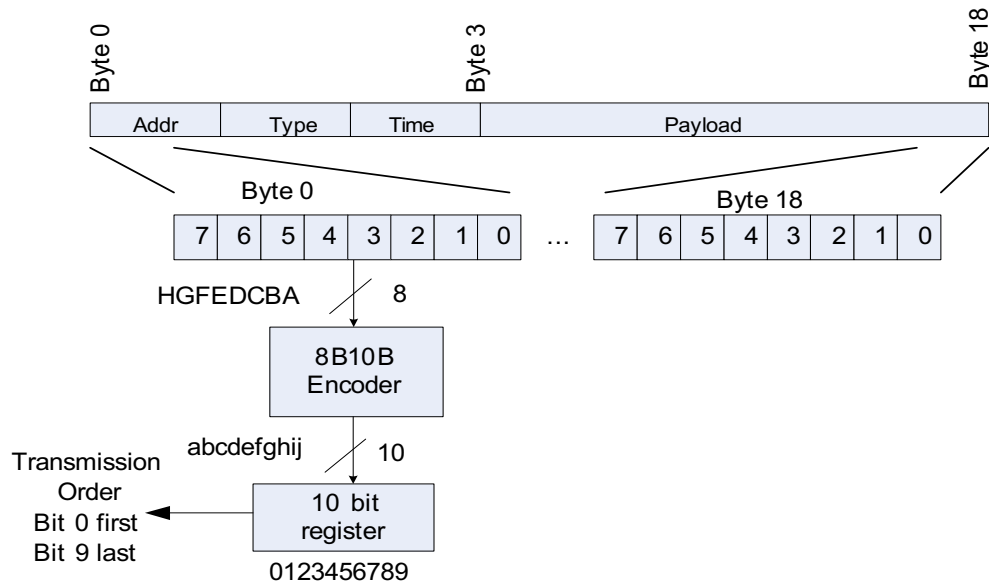 Byte 0
Byte 3
Byte 18
Addr Type Time Payload
Byte 0 Byte 18
7 6 5 4 3 2 1 0 ... 7 6 5 4 3 2 1 0
HGFEDCBA 8
8B10B
Encoder
abcdefghij 10
Transmission
Order
Bit 0 first
Bit 9 last
10 bit
register
0123456789